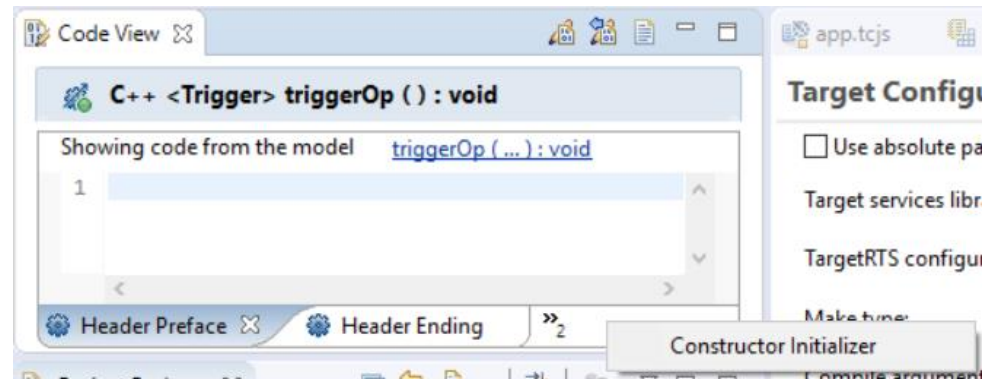 Code View
app.tcjs
C++ <Trigger> triggerOp ( ) : void
Target Configu
Showing code from the model triggerOp ( ... ) : void
Use absolute pa
1
Target services libra
TargetRTS configur
Header Preface
Header Ending
»2
Make type:
Constructor Initializer
Compile argument